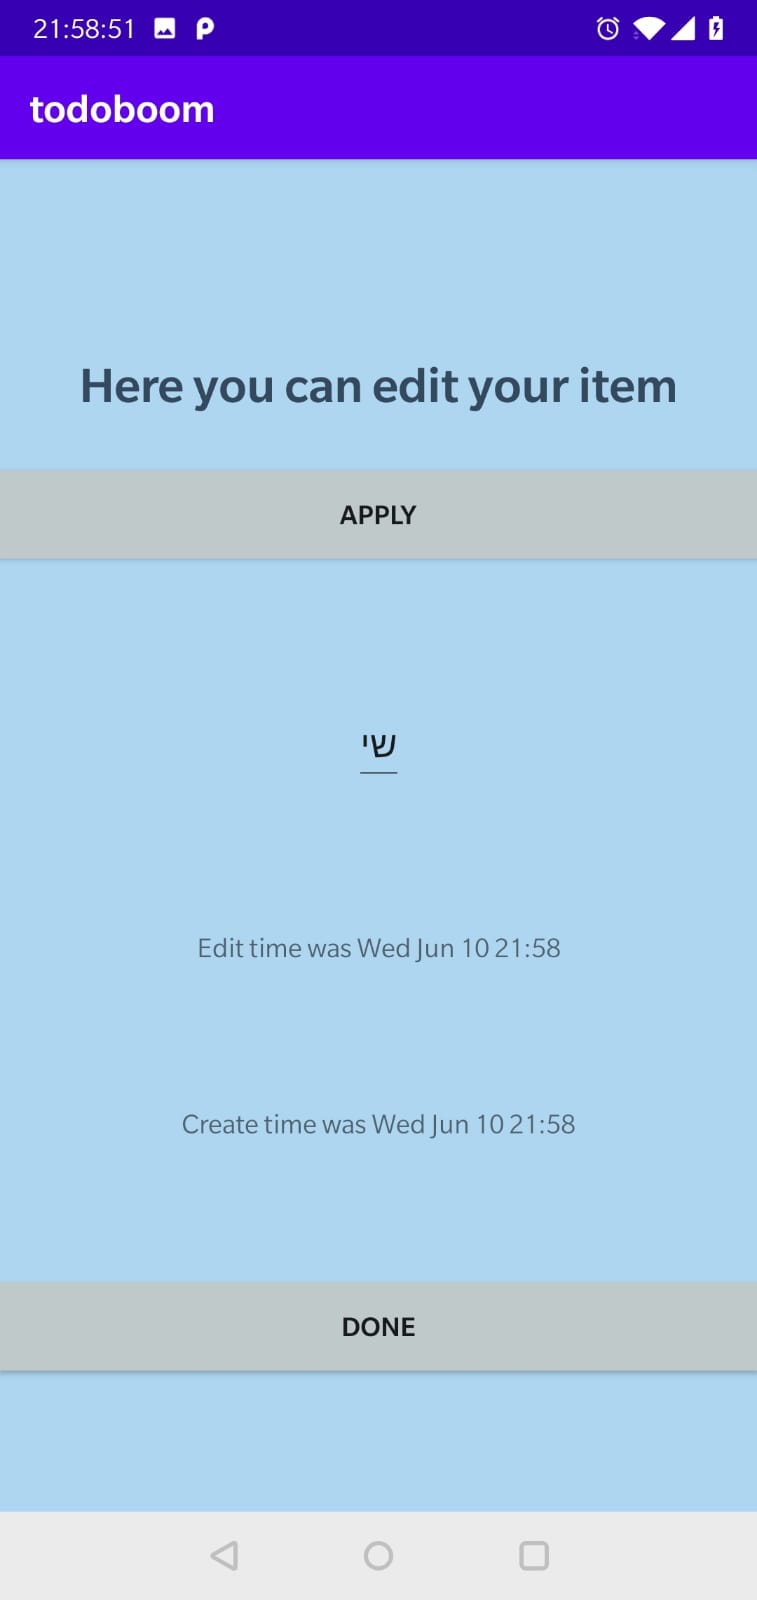 21:58:51
todoboom
Here you can edit your item
APPLY
שי
Edit time was Wed Jun 10 21:58
Create time was Wed Jun 10 21:58
DONE